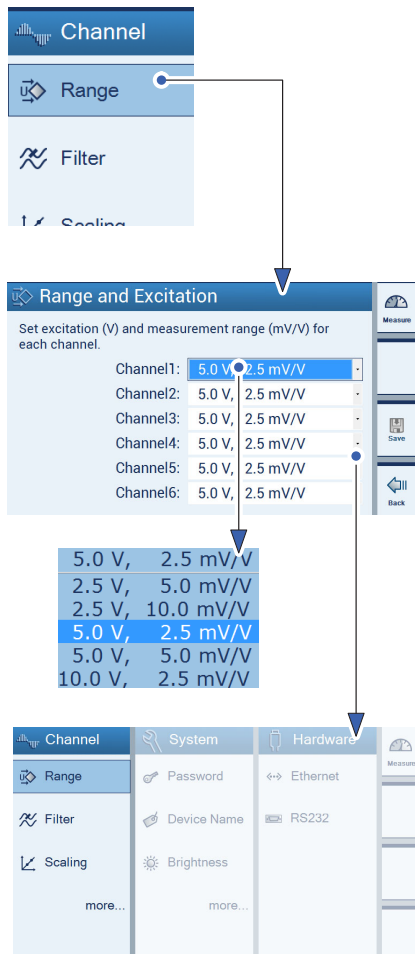 Channel
Range
Filter
Scaling
Range and Excitation
Measure
Set excitation (V) and measurement range (mV/V) for
each channel.
Channel1: 5.0 V, 2.5 mV/V
Channel2: 5.0 V, 2.5 mV/V
Channel3: 5.0 V, 2.5 mV/V
Channel4: 5.0 V, 2.5 mV/V
Save
Channel5: 5.0 V, 2.5 mV/V
Channel6: 5.0 V, 2.5 mV/V
Back
5.0 V, 2.5 mV/V
2.5 V, 5.0 mV/V
2.5 V, 10.0 mV/V
5.0 V, 2.5 mV/V
5.0 V, 5.0 mV/V
10.0 V, 2.5 mV/V
Channel System Hardware
Measure
Range Password Ethernet
Filter Device Name RS232
Scaling Brightness
more... more...